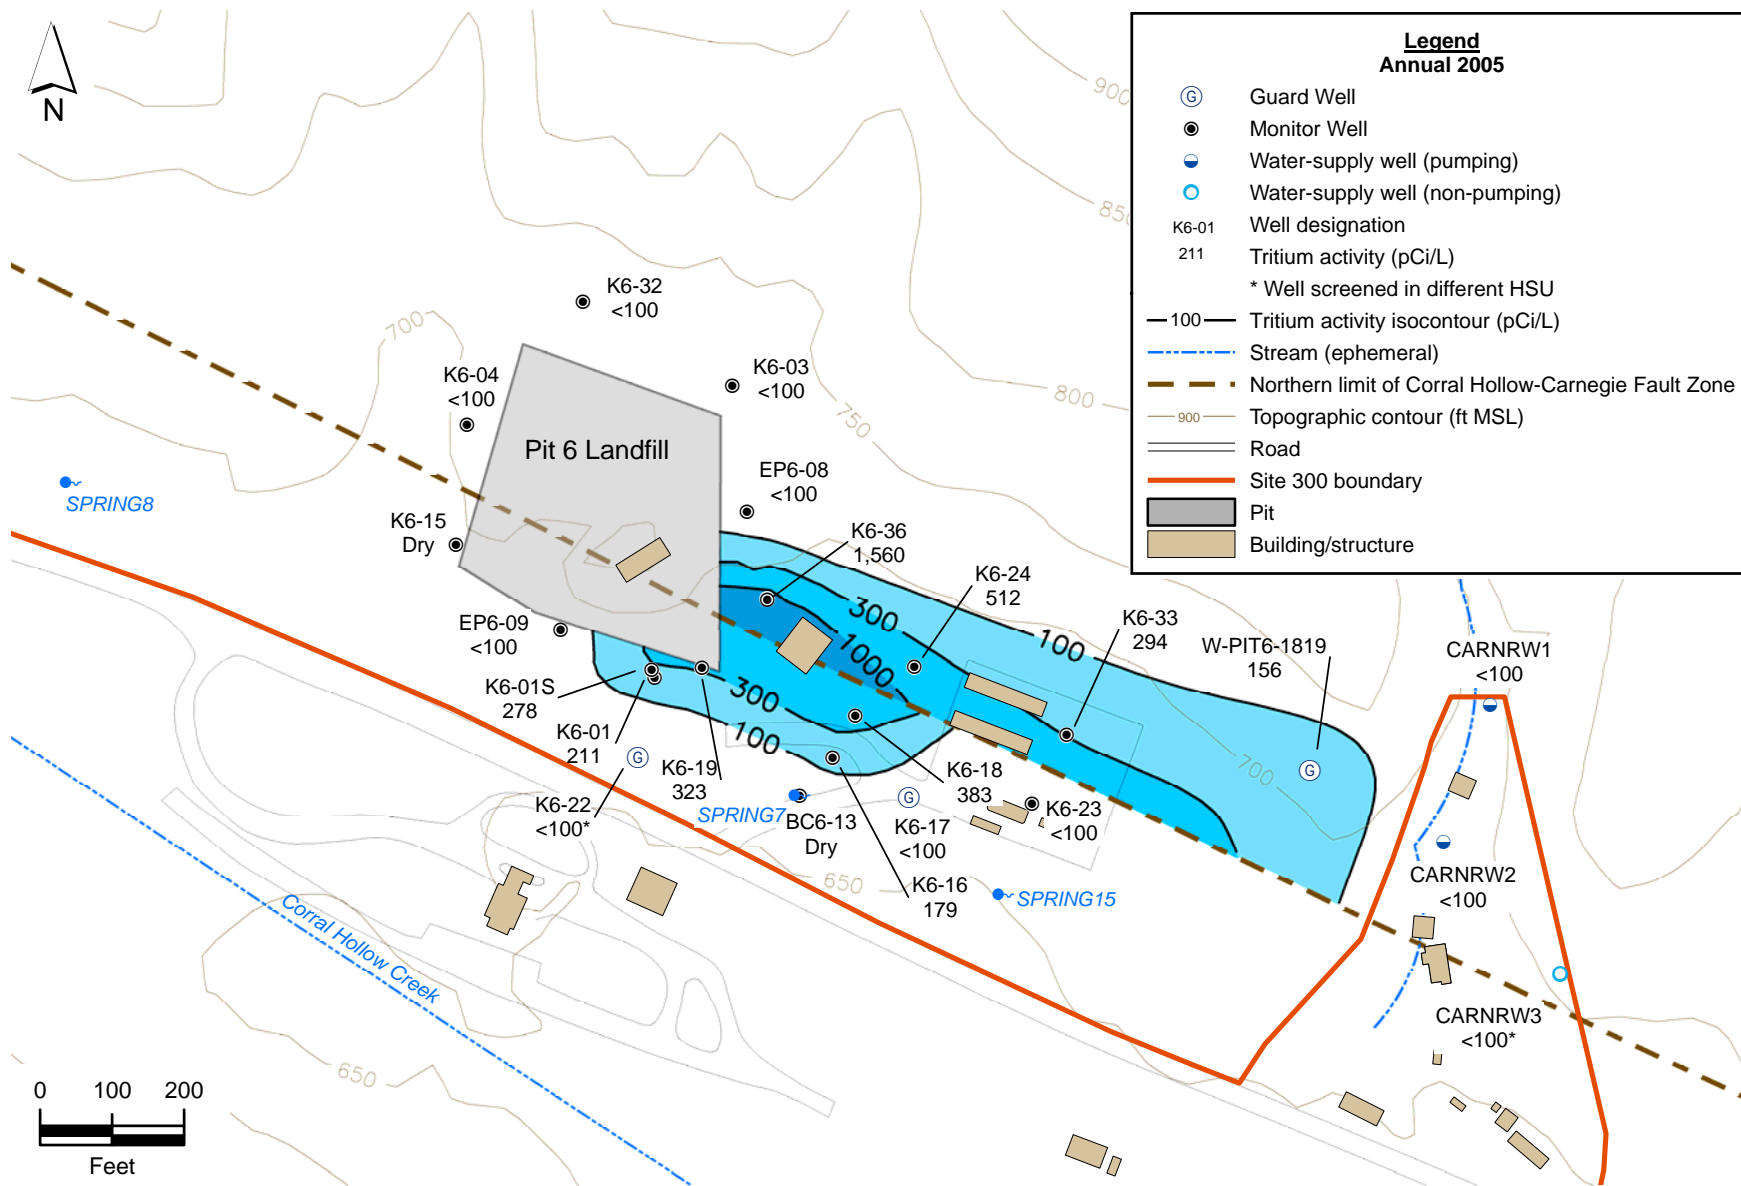 N
Legend
Annual 2005
Guard Well
G
Monitor Well
Water-supply well (pumping)
Water-supply well (non-pumping)
K6-01 Well designation
211 Tritium activity (pCi/L)
* Well screened in different HSU
100 Tritium activity isocontour (pCi/L)
Stream (ephemeral)
Northern limit of Corral Hollow-Carnegie Fault Zone
900 Topographic contour (ft MSL)
Road
Site 300 boundary
Pit
Building/structure
900
850
800
750
700
K6-32
<100
K6-03
<100
K6-04
<100
Pit 6 Landfill
EP6-08
<100
SPRING8
K6-15
Dry
K6-36
1,560
K6-24
512
K6-33
294
W-PIT6-1819
156
CARNRW1
<100
EP6-09
<100
300
100
1000
K6-01S
278
K6-01
211
300
100
G
K6-19
323
K6-18
383
700
G
K6-22
<100*
SPRING7
BC6-13
Dry
G
K6-17
<100
K6-23
<100
650
K6-16
179
SPRING15
CARNRW2
<100
Corral Hollow Creek
CARNRW3
<100*
650
0 100 200
Feet